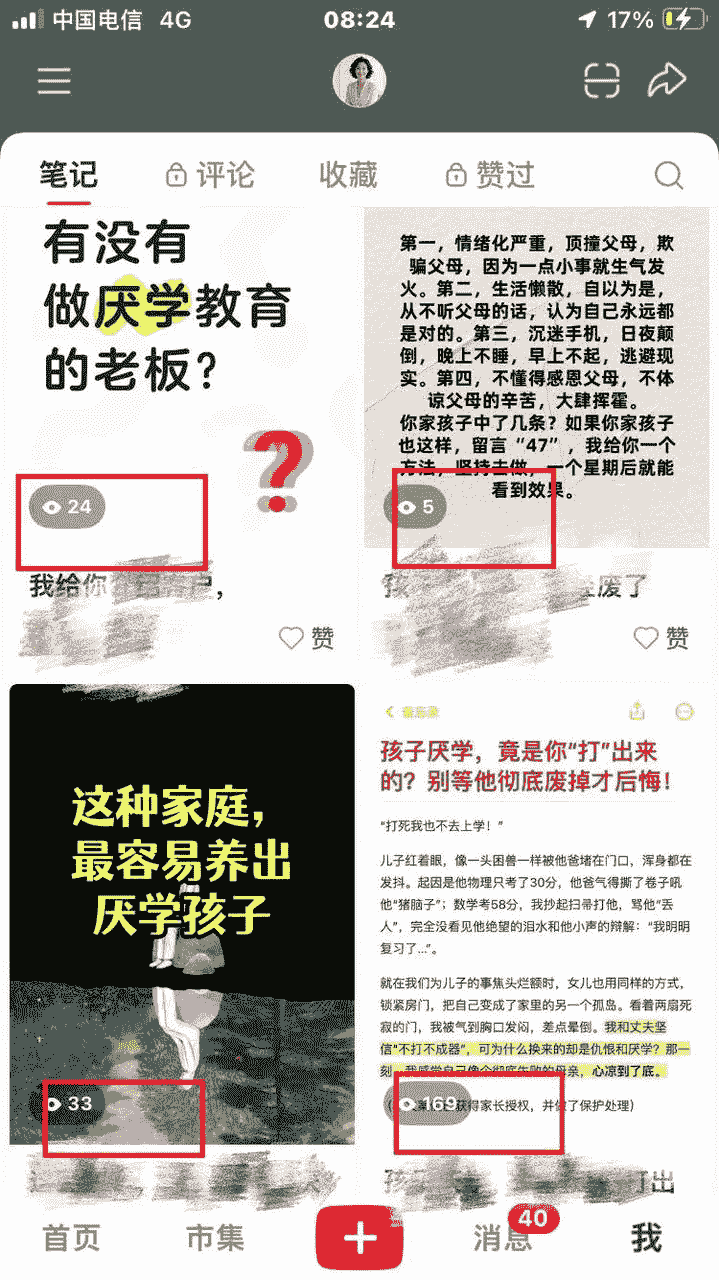 中国电信 4G 08:24 17%
笔记 评论 收藏 赞过
有没有
做厌学教育
的老板？
?
24
我给你
赞
第一，情绪化严重，顶撞父母，欺
骗父母，因为一点小事就生气发
火。第二，生活懒散，自以为是，
从不听父母的话，认为自己永远都
是对的。第三，沉迷手机，日夜颠
倒，晚上不睡，早上不起，逃避现
实。第四，不懂得感恩父母，不体
谅父母的辛苦，大肆挥霍。
你家孩子中了几条？如果你家孩子
也这样，留言“47”，我给你一个
方法，坚持去做，一个星期后就能
看到效果。
5
废了
赞
这种家庭，
最容易养出
厌学孩子
33
孩子厌学，竟是你“打”出来
的？别等他彻底废掉才后悔！
“打死我也不去上学！”
儿子红着眼，像一头困兽一样被他爸堵在门口，浑身都在
发抖。起因是他物理只考了30分，他爸气得撕了卷子吼
他“猪脑子”；数学考58分，我抄起扫帚打他，骂他“丢
人”，完全没看见他绝望的泪水和他小声的辩解：“我明明
复习了...”。
就在我们为儿子的事焦头烂额时，女儿也用同样的方式，
锁紧房门，把自己变成了家里的另一个孤岛。看着两扇死
寂的门，我被气到胸口发闷，差点晕倒。我和丈夫坚
信“不打不成器”，可为什么换来的却是仇恨和厌学？那一
刻，我感觉自己像个彻底失败的母亲，心凉到了底。
获得家长授权，并做了保护处理）
169
出
首页 市集 消息 40 我